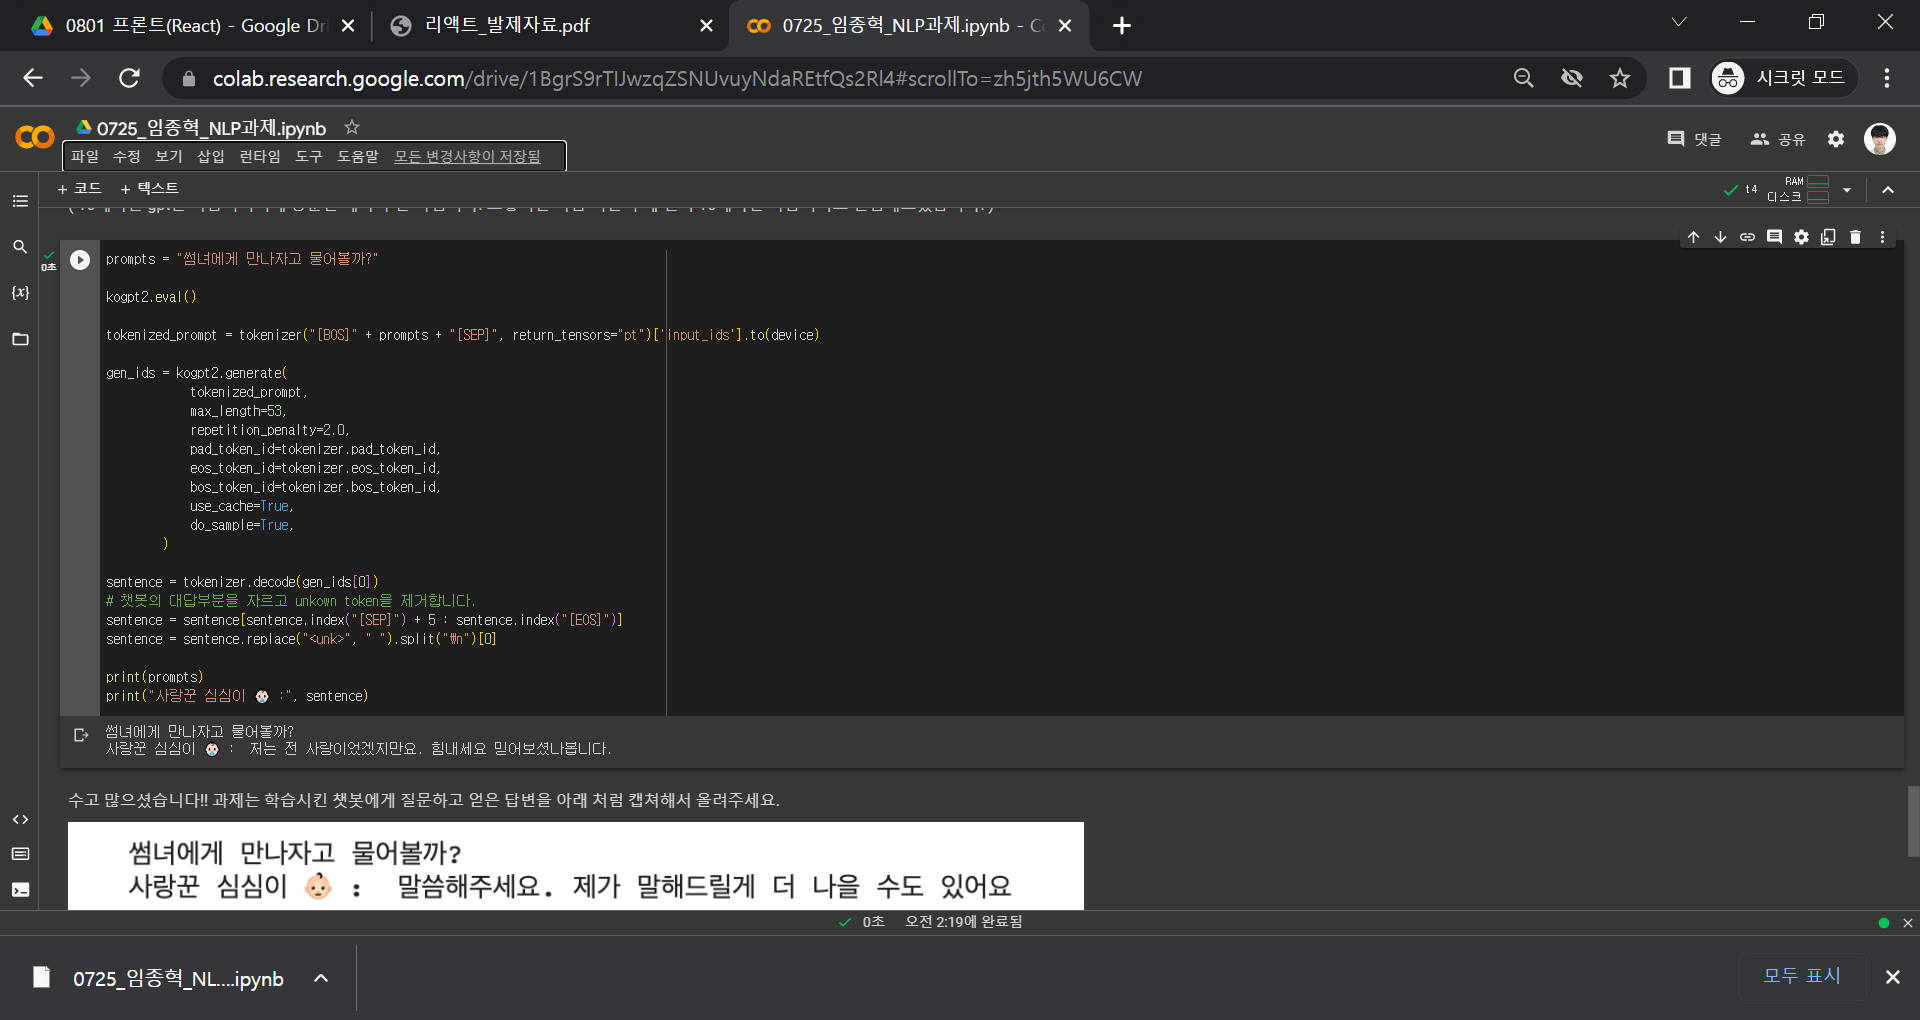 0801 프론트(React) - Google Dri
리액트_발제자료.pdf
0725_임종혁_NLP과제.ipynb - Co
colab.research.google.com/drive/1BgrS9rTlJwzqZSNUvuyNdaREtfQs2Rl4#scrollTo=zh5jth5WU6CW
시크릿 모드
0725_임종혁_NLP과제.ipynb
댓글 공유
파일 수정 보기 삽입 런타임 도구 도움말 모든 변경사항이 저장됨
+ 코드 + 텍스트
t4
RAM
디스크
0초
{x}
prompts = "썸녀에게 만나자고 물어볼까?"
kogpt2.eval()
tokenized_prompt = tokenizer("[BOS]" + prompts + "[SEP]", return_tensors="pt")['input_ids'].to(device)
gen_ids = kogpt2.generate(
tokenized_prompt,
max_length=53,
repetition_penalty=2.0,
pad_token_id=tokenizer.pad_token_id,
eos_token_id=tokenizer.eos_token_id,
bos_token_id=tokenizer.bos_token_id,
use_cache=True,
do_sample=True,
)
sentence = tokenizer.decode(gen_ids[0])
# 챗봇의 대답부분을 자르고 unkown token을 제거합니다.
sentence = sentence[sentence.index("[SEP]") + 5 : sentence.index("[EOS]")]
sentence = sentence.replace("<unk>", " ").split("₩n")[0]
print(prompts)
print("사랑꾼 심심이 👶🏻 :", sentence)
썸녀에게 만나자고 물어볼까?
사랑꾼 심심이 👶🏻 : 저는 전 사랑이었겠지만요. 힘내세요 믿어보셨나봅니다.
수고 많으셨습니다!! 과제는 학습시킨 챗봇에게 질문하고 얻은 답변을 아래 처럼 캡쳐해서 올려주세요.
썸녀에게 만나자고 물어볼까?
사랑꾼 심심이 👶🏻 : 말씀해주세요. 제가 말해드릴게 더 나을 수도 있어요
0초 오전 2:19에 완료됨
0725_임종혁_NL....ipynb
모두 표시